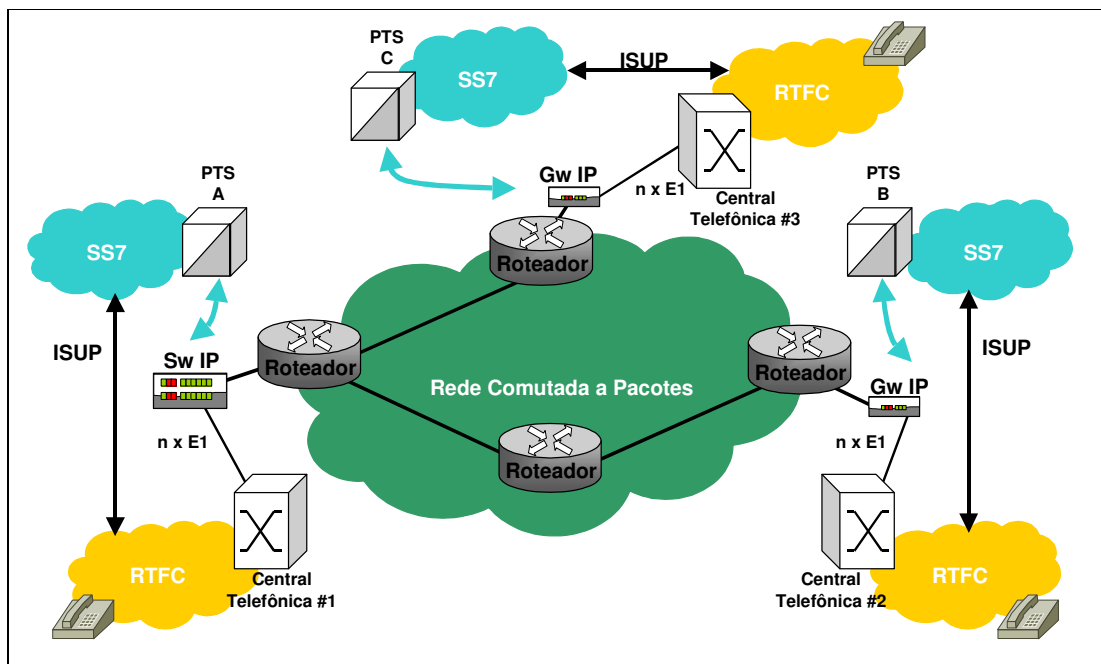 PTS
C
SS7
ISUP
RTFC
PTS
A
Gw IP
n x E1
Central
Telefônica #3
PTS
B
SS7
Roteador
SS7
ISUP
Sw IP
Roteador
Roteador
ISUP
Rede Comutada a Pacotes
Gw IP
n x E1
Roteador
n x E1
RTFC
Central
Telefônica #1
Central
Telefônica #2
RTFC